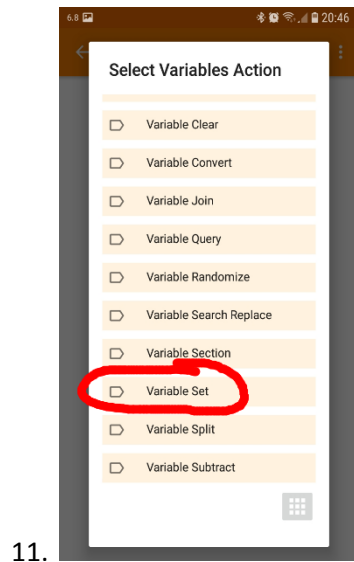 6.8 20:46
Select Variables Action
Variable Clear
Variable Convert
Variable Join
Variable Query
Variable Randomize
Variable Search Replace
Variable Section
Variable Set
Variable Split
Variable Subtract
11.